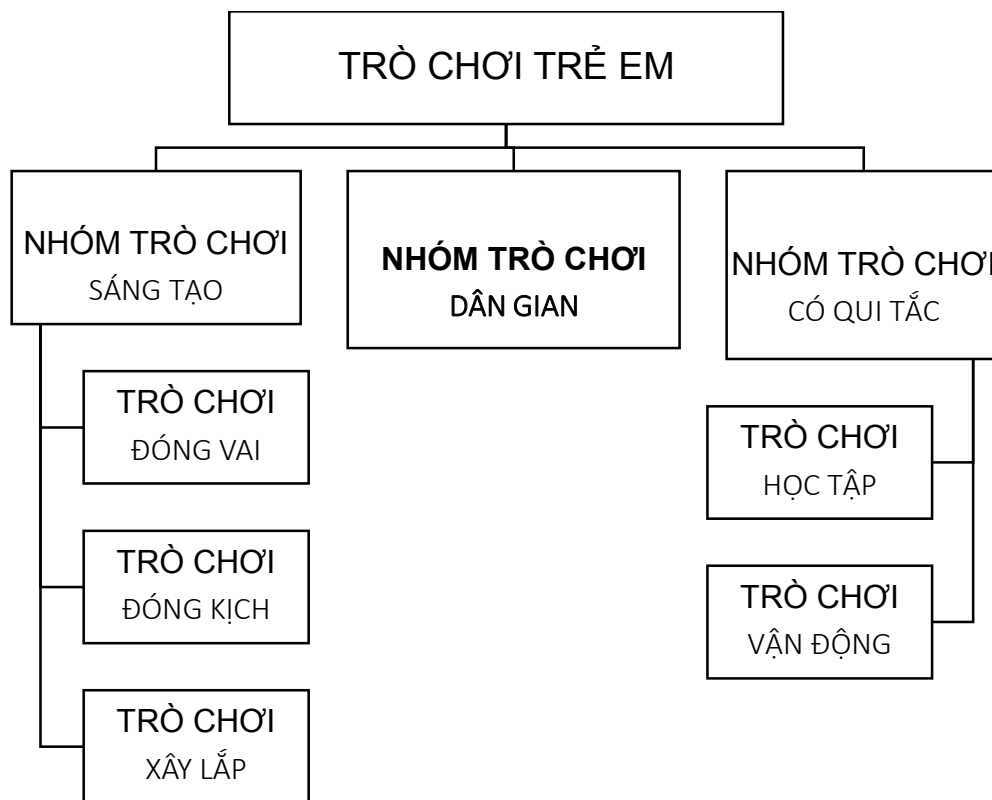 TRÒ CHƠI TRẺ EM
NHÓM TRÒ CHƠI
SÁNG TẠO
NHÓM TRÒ CHƠI
DÂN GIAN
NHÓM TRÒ CHƠI
CÓ QUI TẮC
TRÒ CHƠI
ĐÓNG VAI
TRÒ CHƠI
ĐÓNG KỊCH
TRÒ CHƠI
XÂY LẮP
TRÒ CHƠI
HỌC TẬP
TRÒ CHƠI
VẬN ĐỘNG